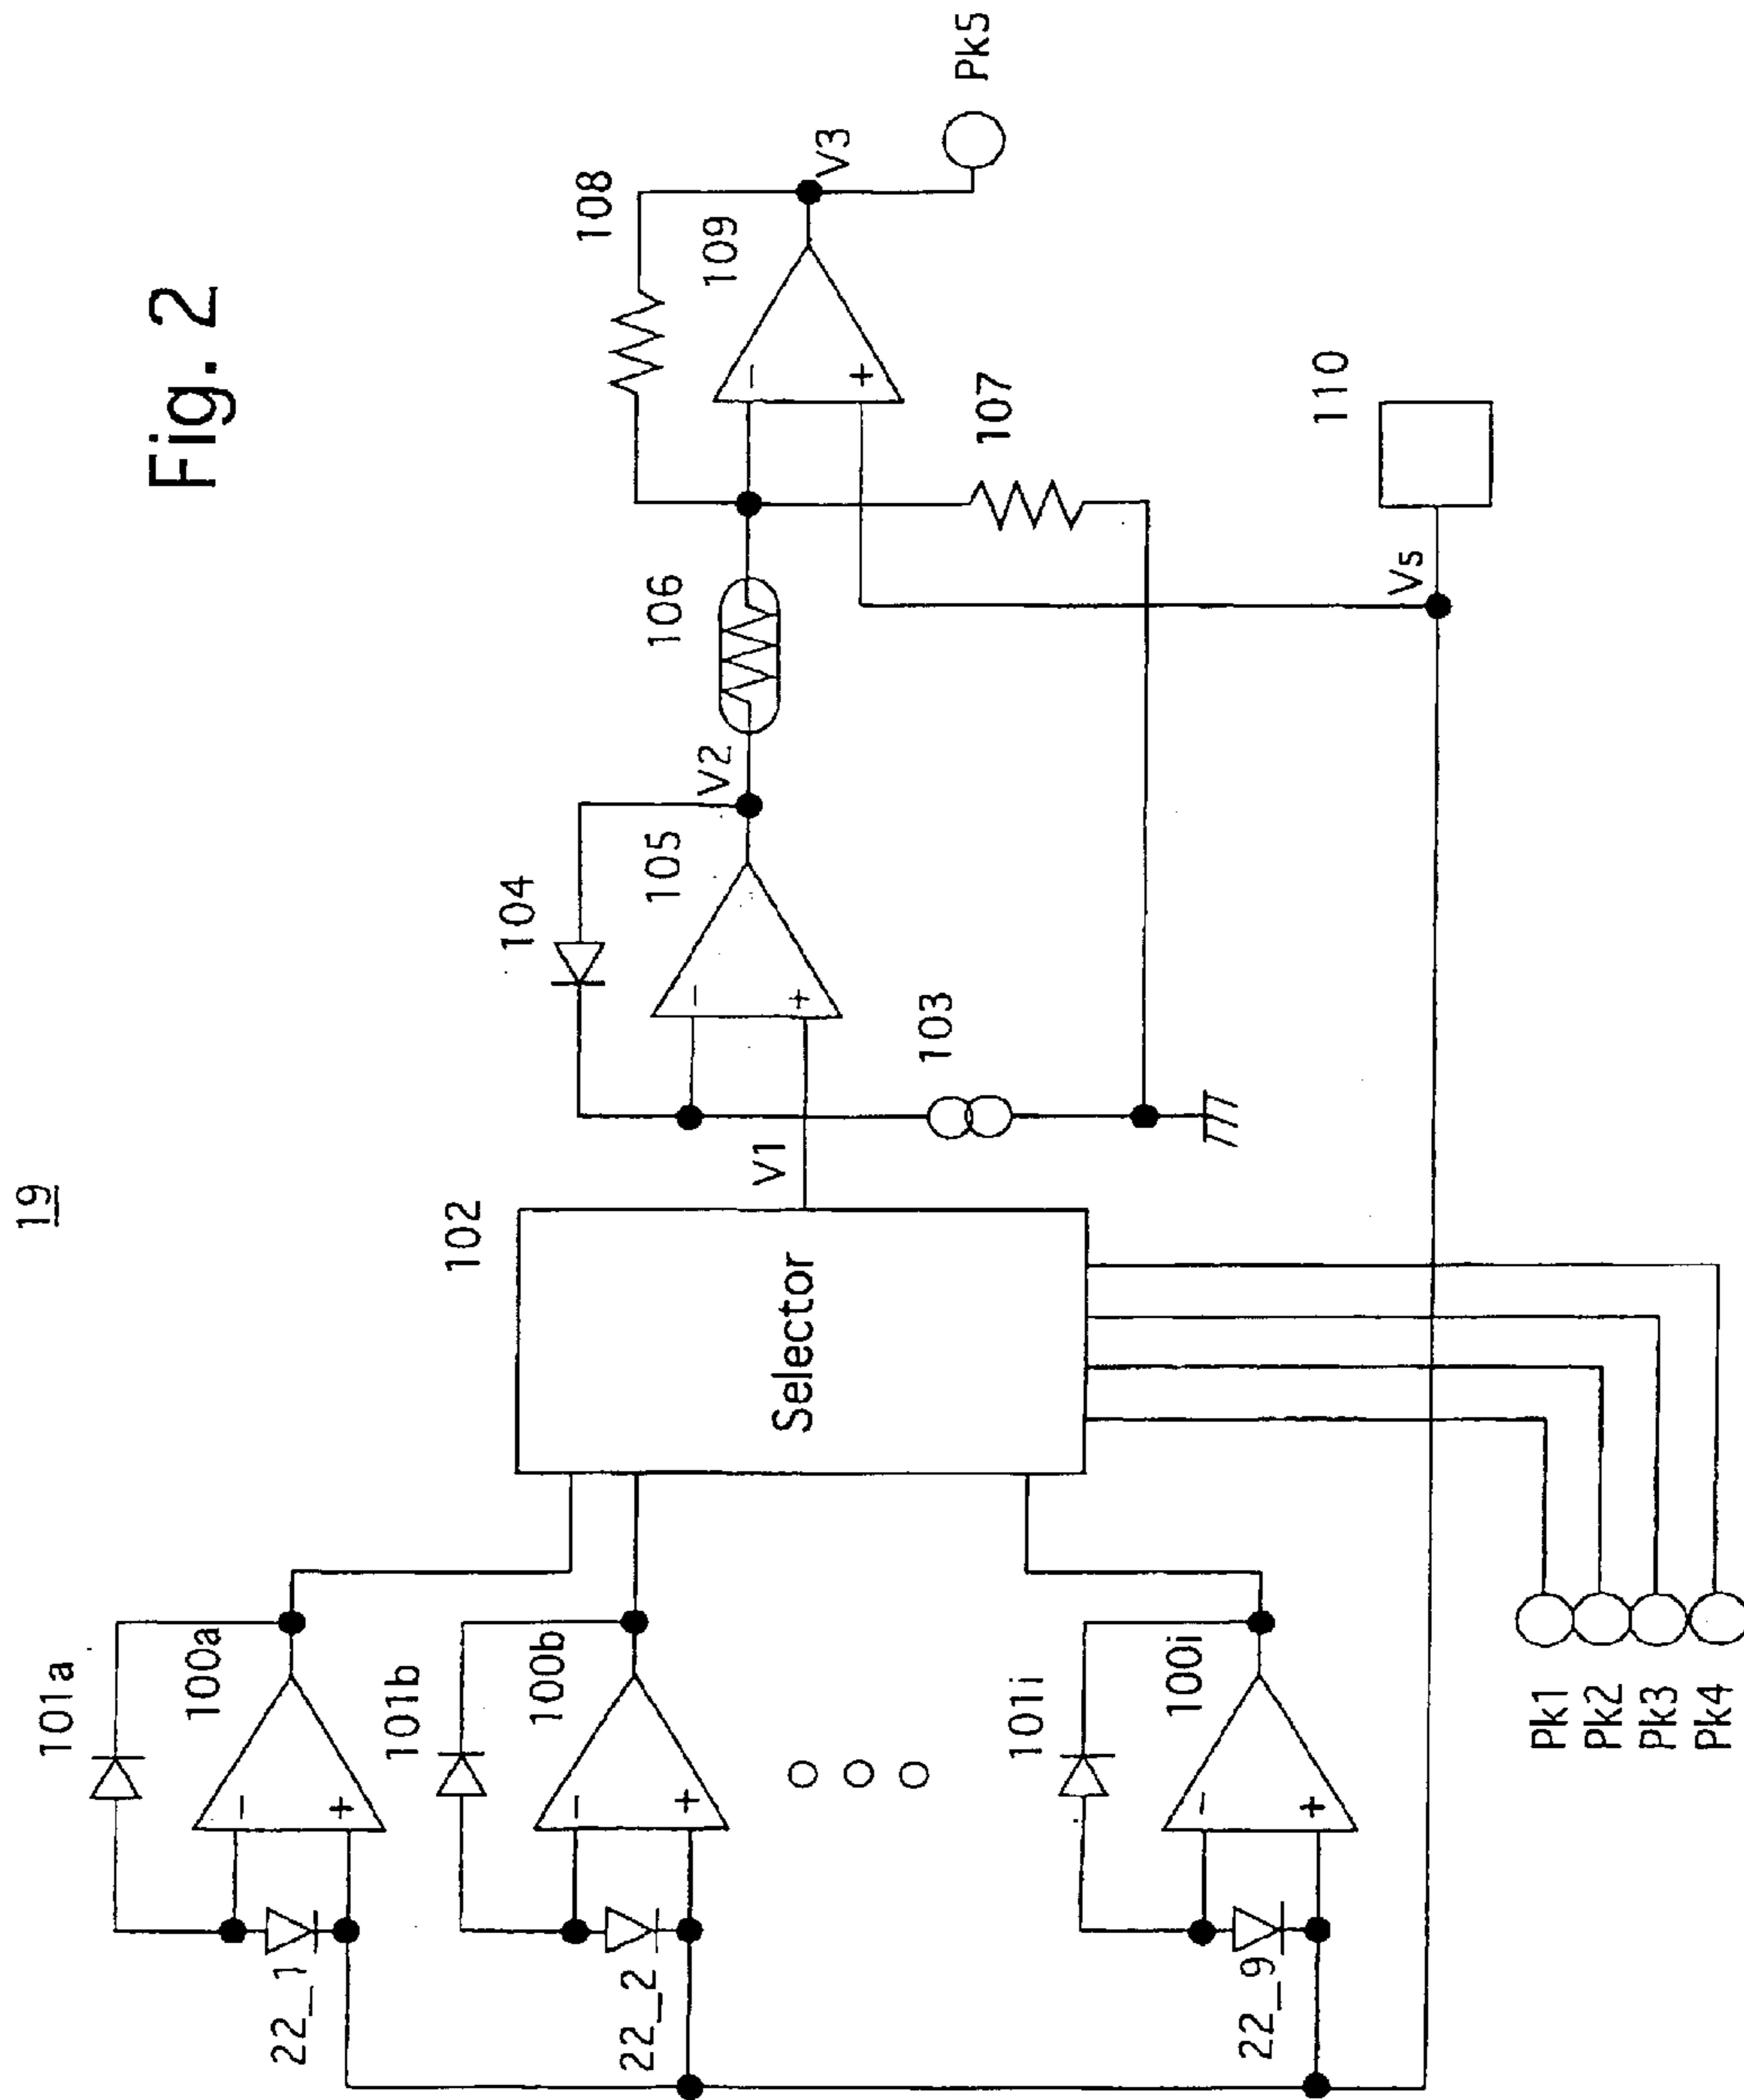 19
Fig. 2
101a
100a
22_1
101b
100b
22_2
101i
100i
22_9
102
Selector
Pk1
Pk2
Pk3
Pk4
V1
103
104
105
V2
106
107
108
109
V3
Pk5
Vs
110
− +
− +
− +
− +
− +